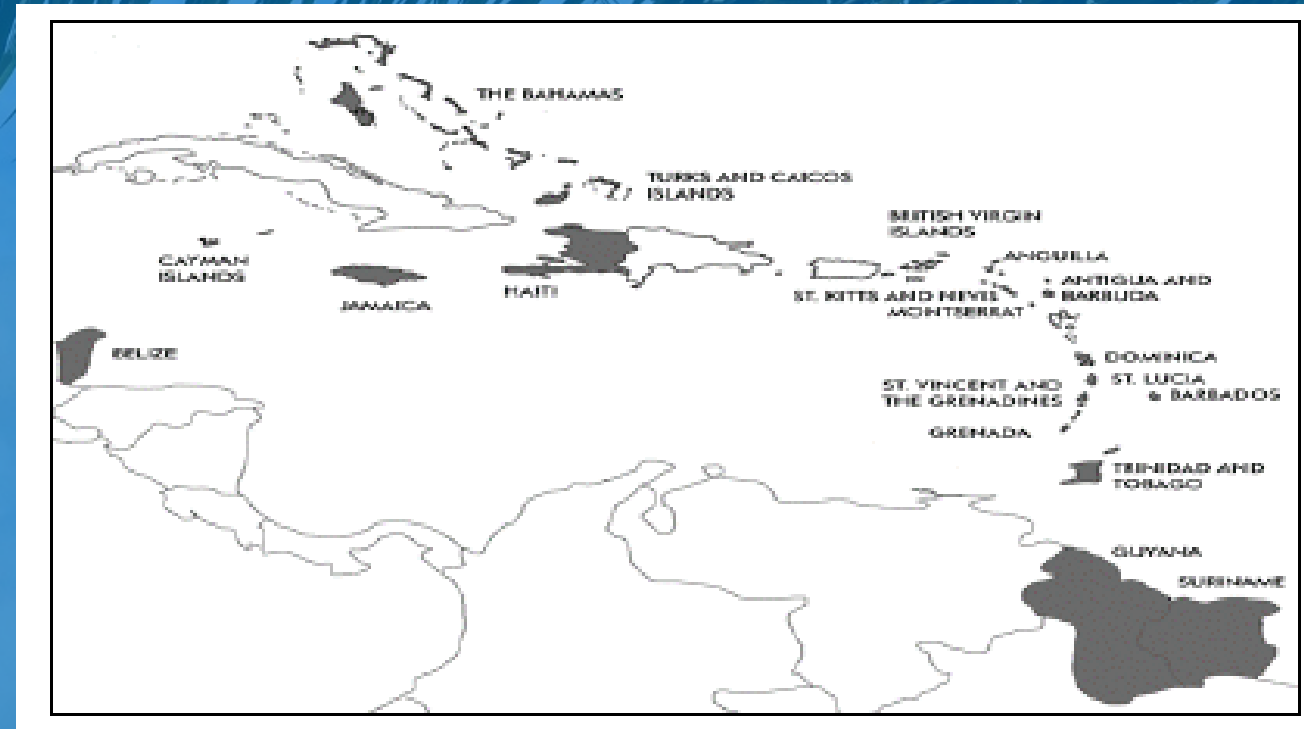 THE BAHAMAS
TURKS AND CAICOS
ISLANDS
BRITISH VIRGIN
ISLANDS
CAYMAN
ISLANDS
JAMAICA
HAITI
ANGUILLA
ANTIGUA AND
BARBUDA
ST. KITTS AND NEVIS
MONTSERRAT
BELIZE
DOMINICA
ST. LUCIA
BARBADOS
ST. VINCENT AND
THE GRENADINES
GRENADA
TRINIDAD AND
TOBAGO
GUYANA
SURINAME